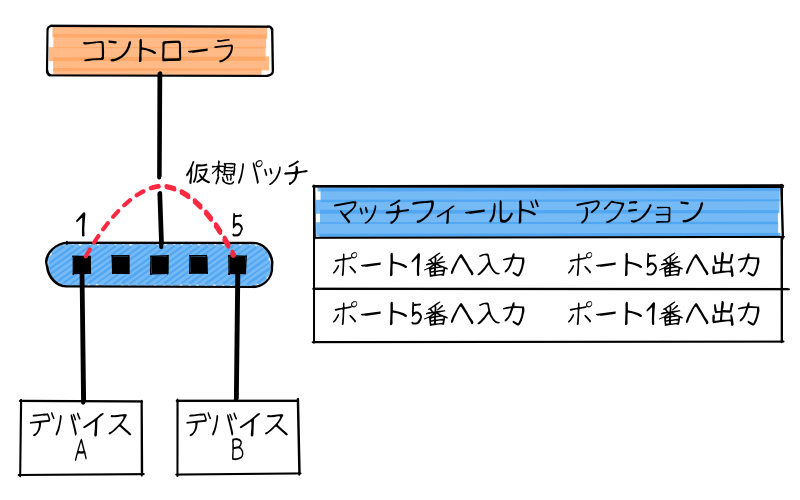 コントローラ
仮想パッチ
1 5
デバイス
A
デバイス
B
マッチフィールド アクション
ポート1番へ入力 ポート5番へ出力
ポート5番へ入力 ポート1番へ出力